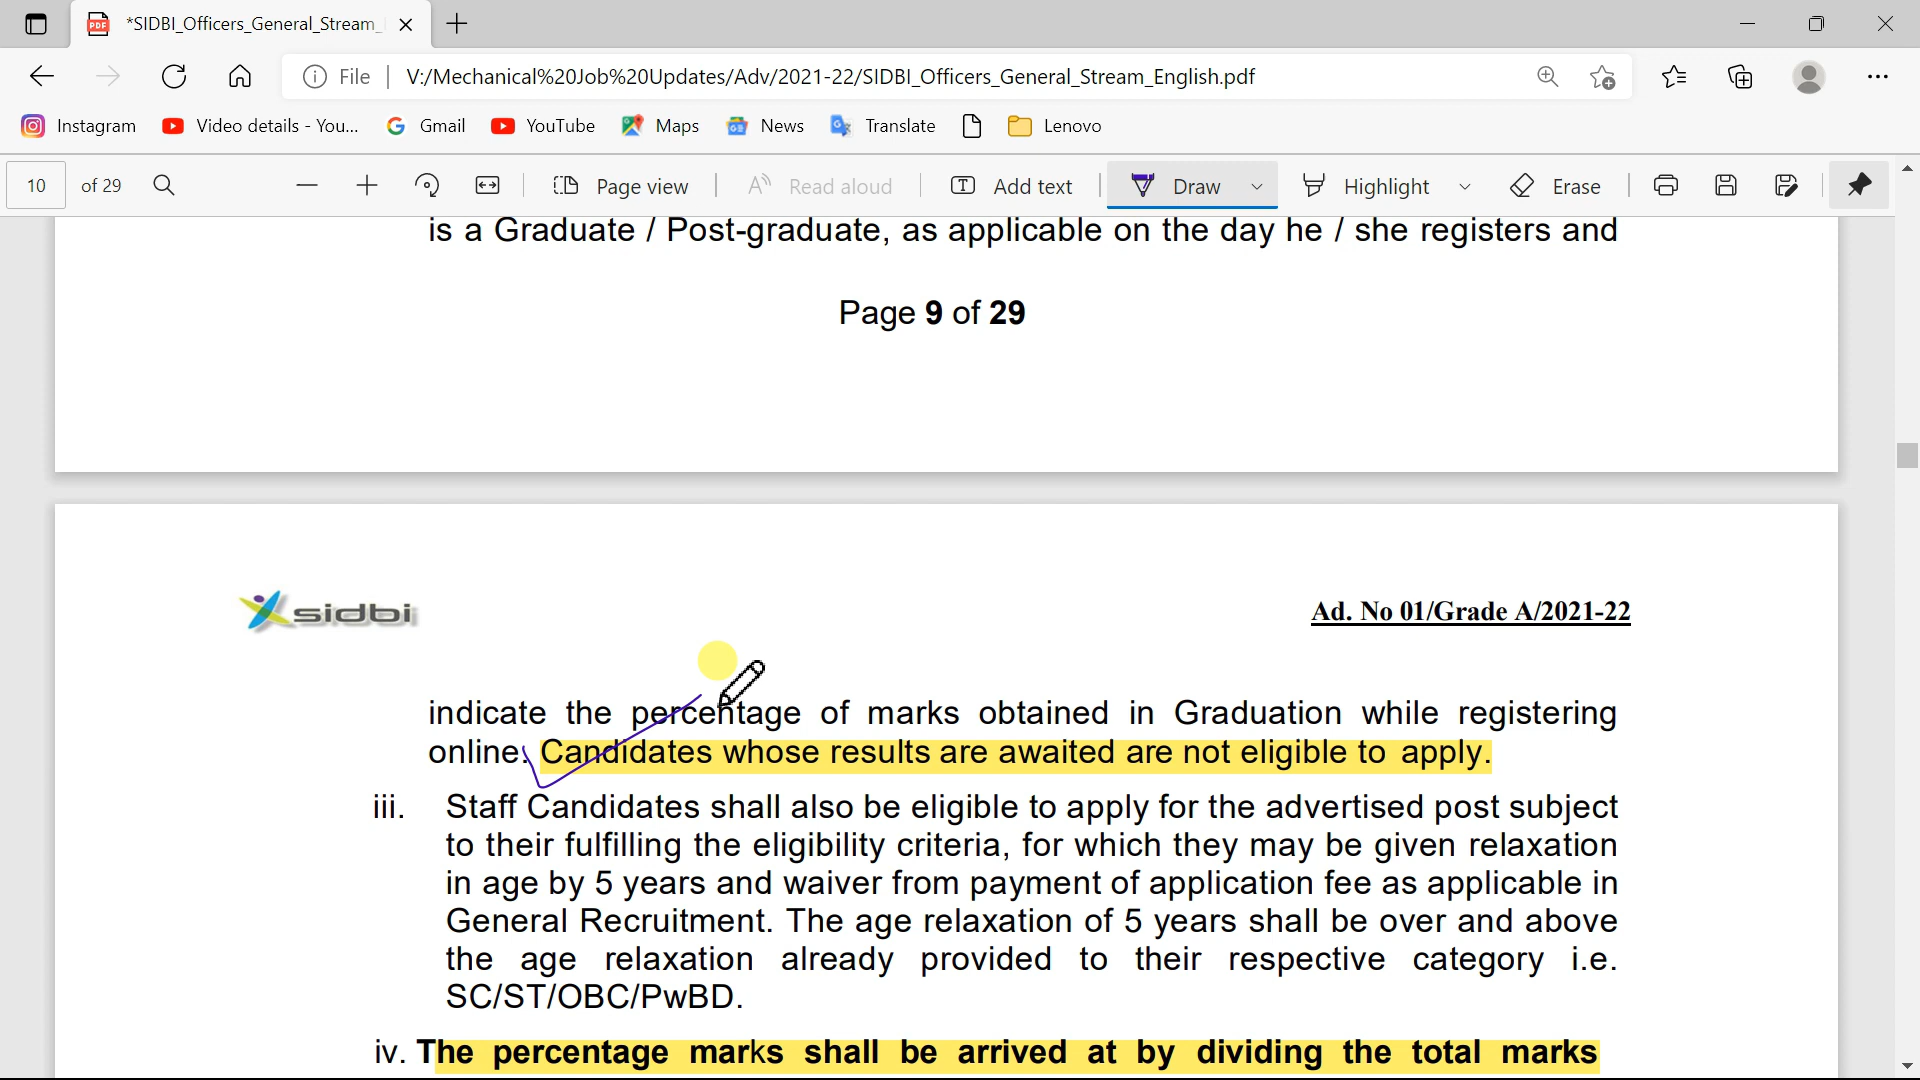 *SIDBI_Officers_General_Stream_
File
V:/Mechanical%20Job%20Updates/Adv/2021-22/SIDBI_Officers_General_Stream_English.pdf
Instagram
Video details - You...
Gmail
YouTube
Maps
News
Translate
Lenovo
10 of 29
Page view
Read aloud
Add text
Draw
Highlight
Erase
is a Graduate / Post-graduate, as applicable on the day he / she registers and
Page 9 of 29
sidbi
Ad. No 01/Grade A/2021-22
indicate the percentage of marks obtained in Graduation while registering
online. Candidates whose results are awaited are not eligible to apply.
iii. Staff Candidates shall also be eligible to apply for the advertised post subject
to their fulfilling the eligibility criteria, for which they may be given relaxation
in age by 5 years and waiver from payment of application fee as applicable in
General Recruitment. The age relaxation of 5 years shall be over and above
the age relaxation already provided to their respective category i.e.
SC/ST/OBC/PwBD.
iv. The percentage marks shall be arrived at by dividing the total marks